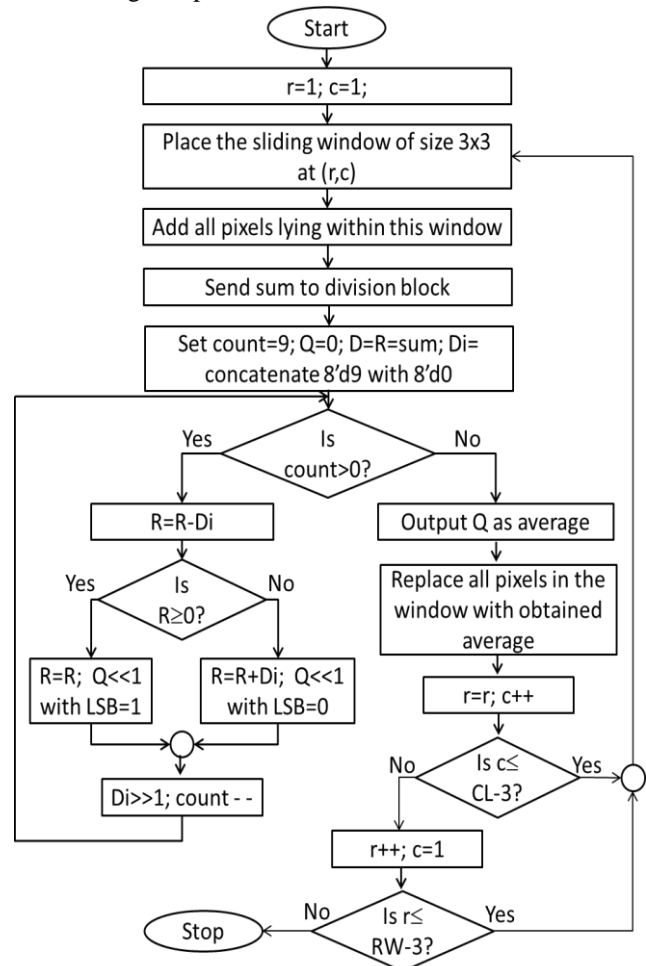 Start
r=1; c=1;
Place the sliding window of size 3x3
at (r,c)
Add all pixels lying within this window
Send sum to division block
Set count=9; Q=0; D=R=sum; Di=
concatenate 8'd9 with 8'd0
Yes
Is
count>0?
No
R=R-Di
Output Q as average
Yes
Is
R≥0?
No
Replace all pixels in the
window with obtained
average
R=R; Q<<1
with LSB=1
R=R+Di; Q<<1
with LSB=0
r=r; c++
Di>>1; count - -
No
Is c≤
CL-3?
Yes
r++; c=1
No
Is r≤
RW-3?
Yes
Stop